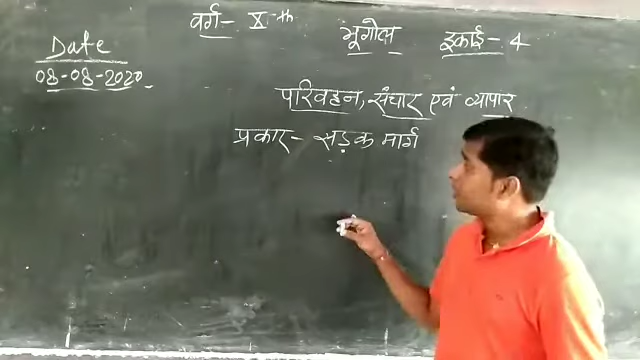 वर्ग- X th भूगोल इकाई- 4
Date
08-08-2020
परिवहन, संचार एवं व्यापार
प्रकार- सड़क मार्ग